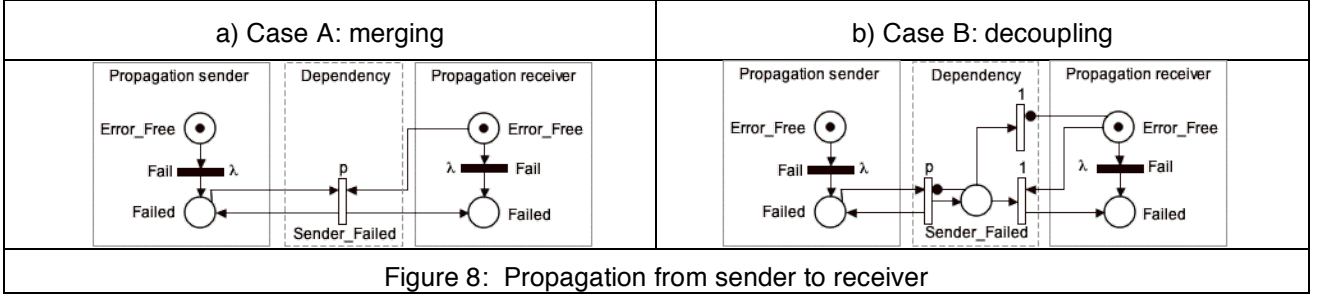 a) Case A: merging
b) Case B: decoupling
Propagation sender
Dependency
Propagation receiver
Error_Free
Error_Free
p
Fail
λ
λ
Fail
Failed
Failed
Sender_Failed
Propagation sender
Dependency
Propagation receiver
1
Error_Free
Error_Free
Fail
λ
p
1
λ
Fail
Failed
Failed
Sender_Failed
Figure 8: Propagation from sender to receiver